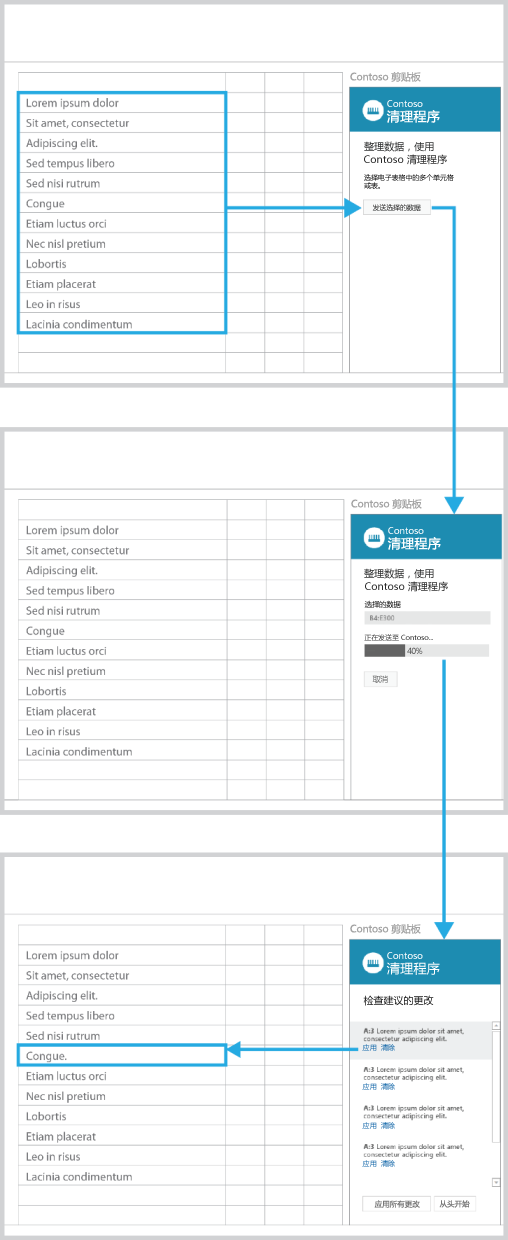 Contoso 剪贴板
Contoso
清理程序
Lorem ipsum dolor
Sit amet, consectetur
Adipiscing elit.
Sed tempus libero
Sed nisi rutrum
Congue
Etiam luctus orci
Nec nisl pretium
Lobortis
Etiam placerat
Leo in risus
Lacinia condimentum
整理数据，使用
Contoso 清理程序
选择电子表格中的多个单元格
或表。
发送选择的数据
Contoso 剪贴板
Contoso
清理程序
Lorem ipsum dolor
Sit amet, consectetur
Adipiscing elit.
Sed tempus libero
Sed nisi rutrum
Congue
Etiam luctus orci
Nec nisl pretium
Lobortis
Etiam placerat
Leo in risus
Lacinia condimentum
整理数据，使用
Contoso 清理程序
选择的数据
B4:E300
正在发送至 Contoso...
40%
取消
Contoso 剪贴板
Contoso
清理程序
Lorem ipsum dolor
Sit amet, consectetur
Adipiscing elit.
Sed tempus libero
Sed nisi rutrum
Congue.
Etiam luctus orci
Nec nisl pretium
Lobortis
Etiam placerat
Leo in risus
Lacinia condimentum
检查建议的更改
A:3 Lorem ipsum dolor sit amet,
consectetur adipiscing elit.
应用 清除
A:3 Lorem ipsum dolor sit amet,
consectetur adipiscing elit.
应用 清除
A:3 Lorem ipsum dolor sit amet,
consectetur adipiscing elit.
应用 清除
A:3 Lorem ipsum dolor sit amet,
consectetur adipiscing elit.
应用 清除
应用所有更改
从头开始